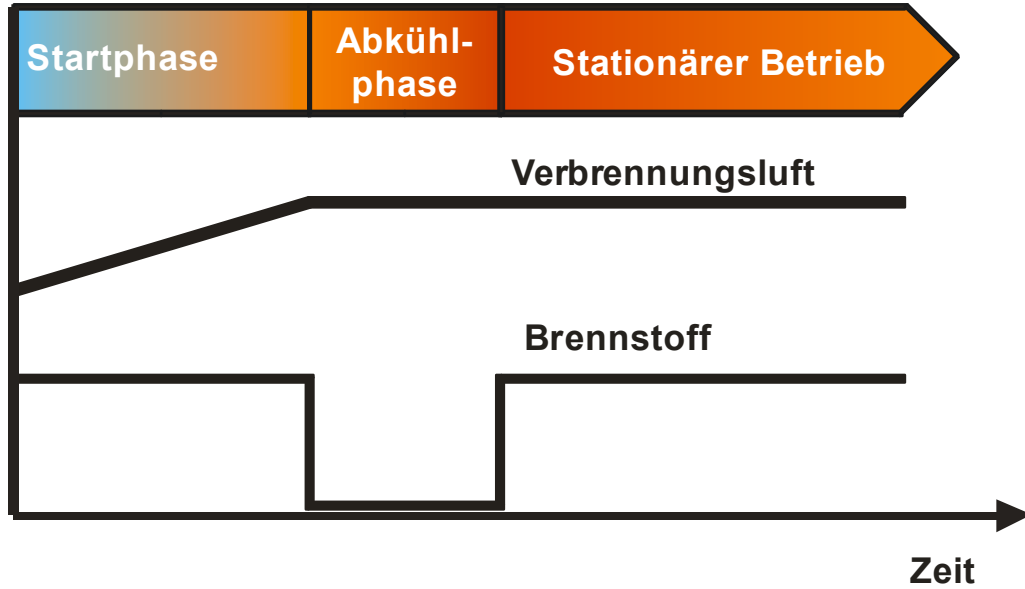 Startphase
Abkühl-
phase
Stationärer Betrieb
Verbrennungsluft
Brennstoff
Zeit